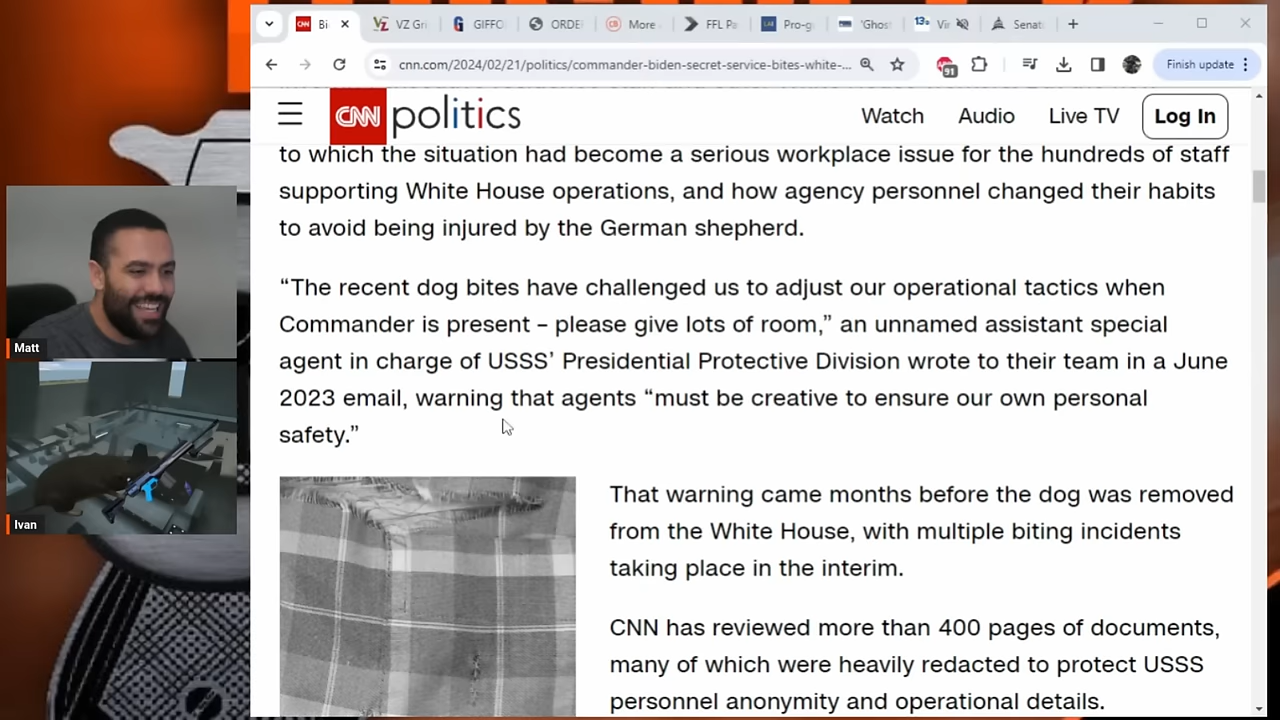 Bi
VZ Gr
GIFFO
ORDE
More
FFL Pa
Pro-g
'Ghos
Vir
Senat
cnn.com/2024/02/21/politics/commander-biden-secret-service-bites-white-...
91
Finish update
CNN politics
Watch
Audio
Live TV
Log In
to which the situation had become a serious workplace issue for the hundreds of staff
supporting White House operations, and how agency personnel changed their habits
to avoid being injured by the German shepherd.
“The recent dog bites have challenged us to adjust our operational tactics when
Commander is present – please give lots of room,” an unnamed assistant special
agent in charge of USSS’ Presidential Protective Division wrote to their team in a June
2023 email, warning that agents “must be creative to ensure our own personal
safety.”
That warning came months before the dog was removed
from the White House, with multiple biting incidents
taking place in the interim.
CNN has reviewed more than 400 pages of documents,
many of which were heavily redacted to protect USSS
personnel anonymity and operational details.
Matt
Ivan